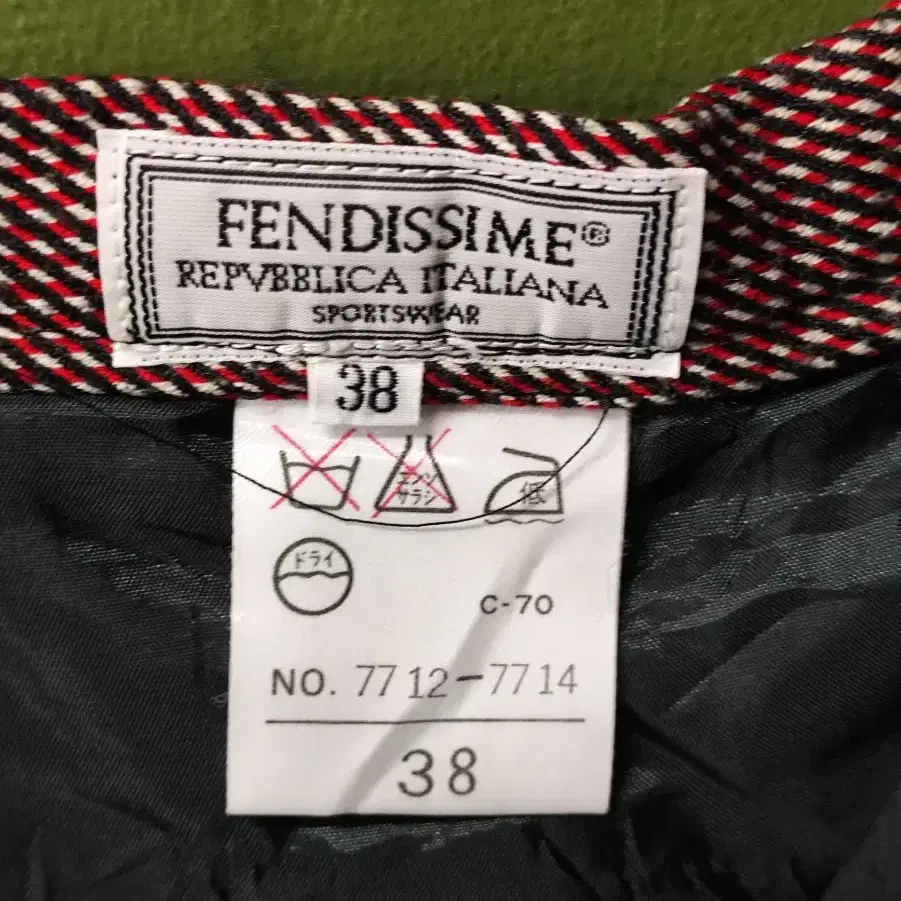 FENDISSIME®
REPVBBLICA ITALIANA
SPORTSWEAR
38
エンソ
サラシ
低
ドライ
C-70
NO. 7712-7714
38